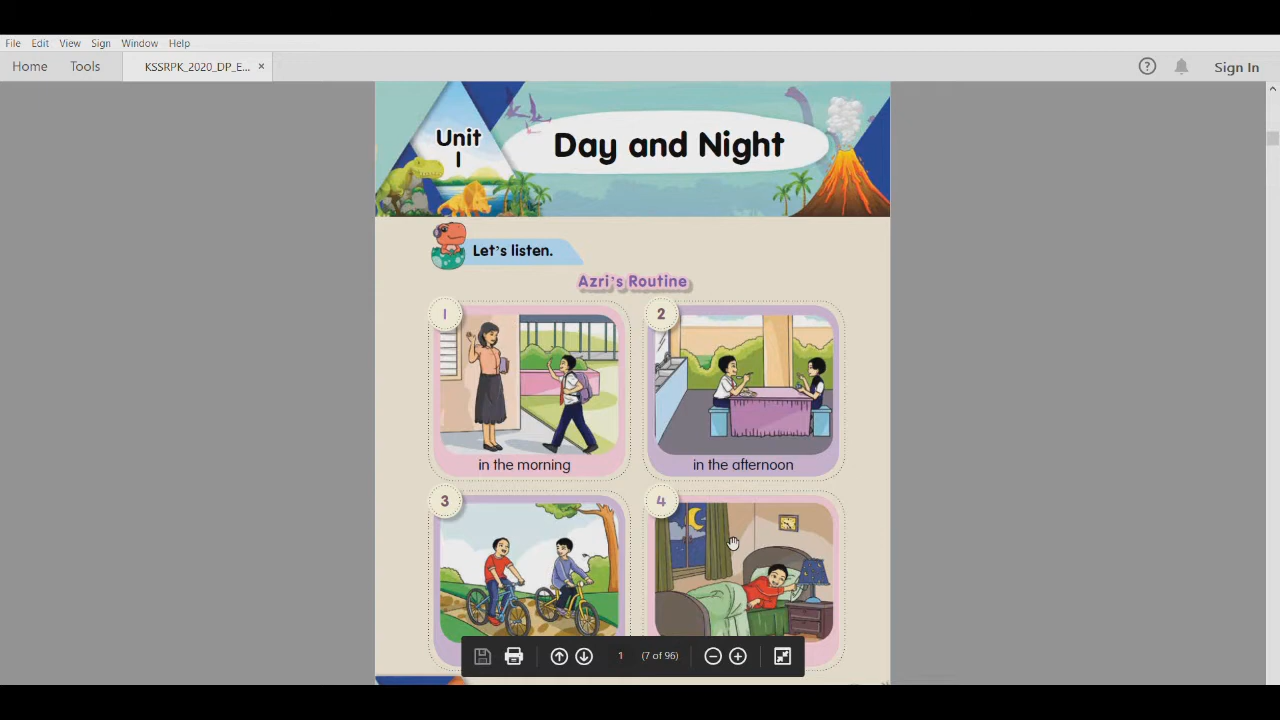 File Edit View Sign Window Help
Home Tools KSSRPK_2020_DP_E... × Sign In
Unit
1
Day and Night
Let's listen.
Azri's Routine
1
in the morning
2
in the afternoon
3
4
1 (7 of 96)